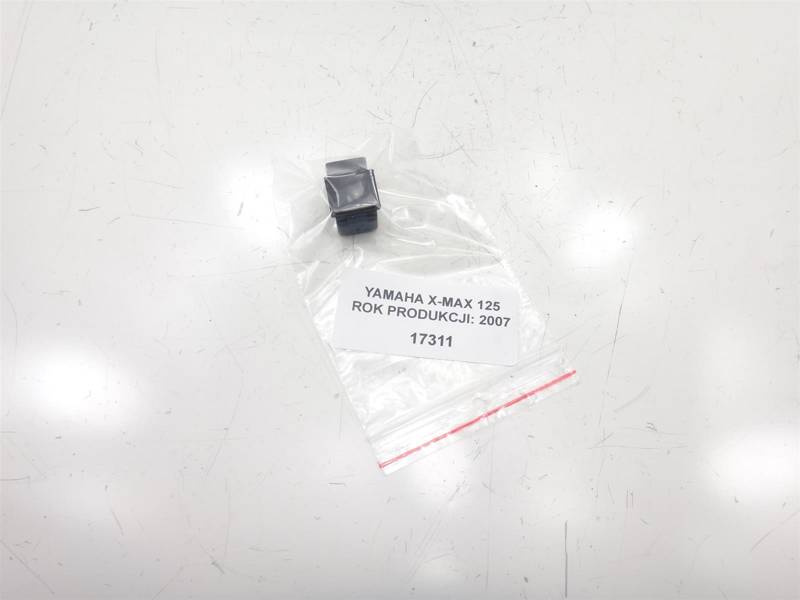 YAMAHA X-MAX 125
ROK PRODUKCJI: 2007
17311